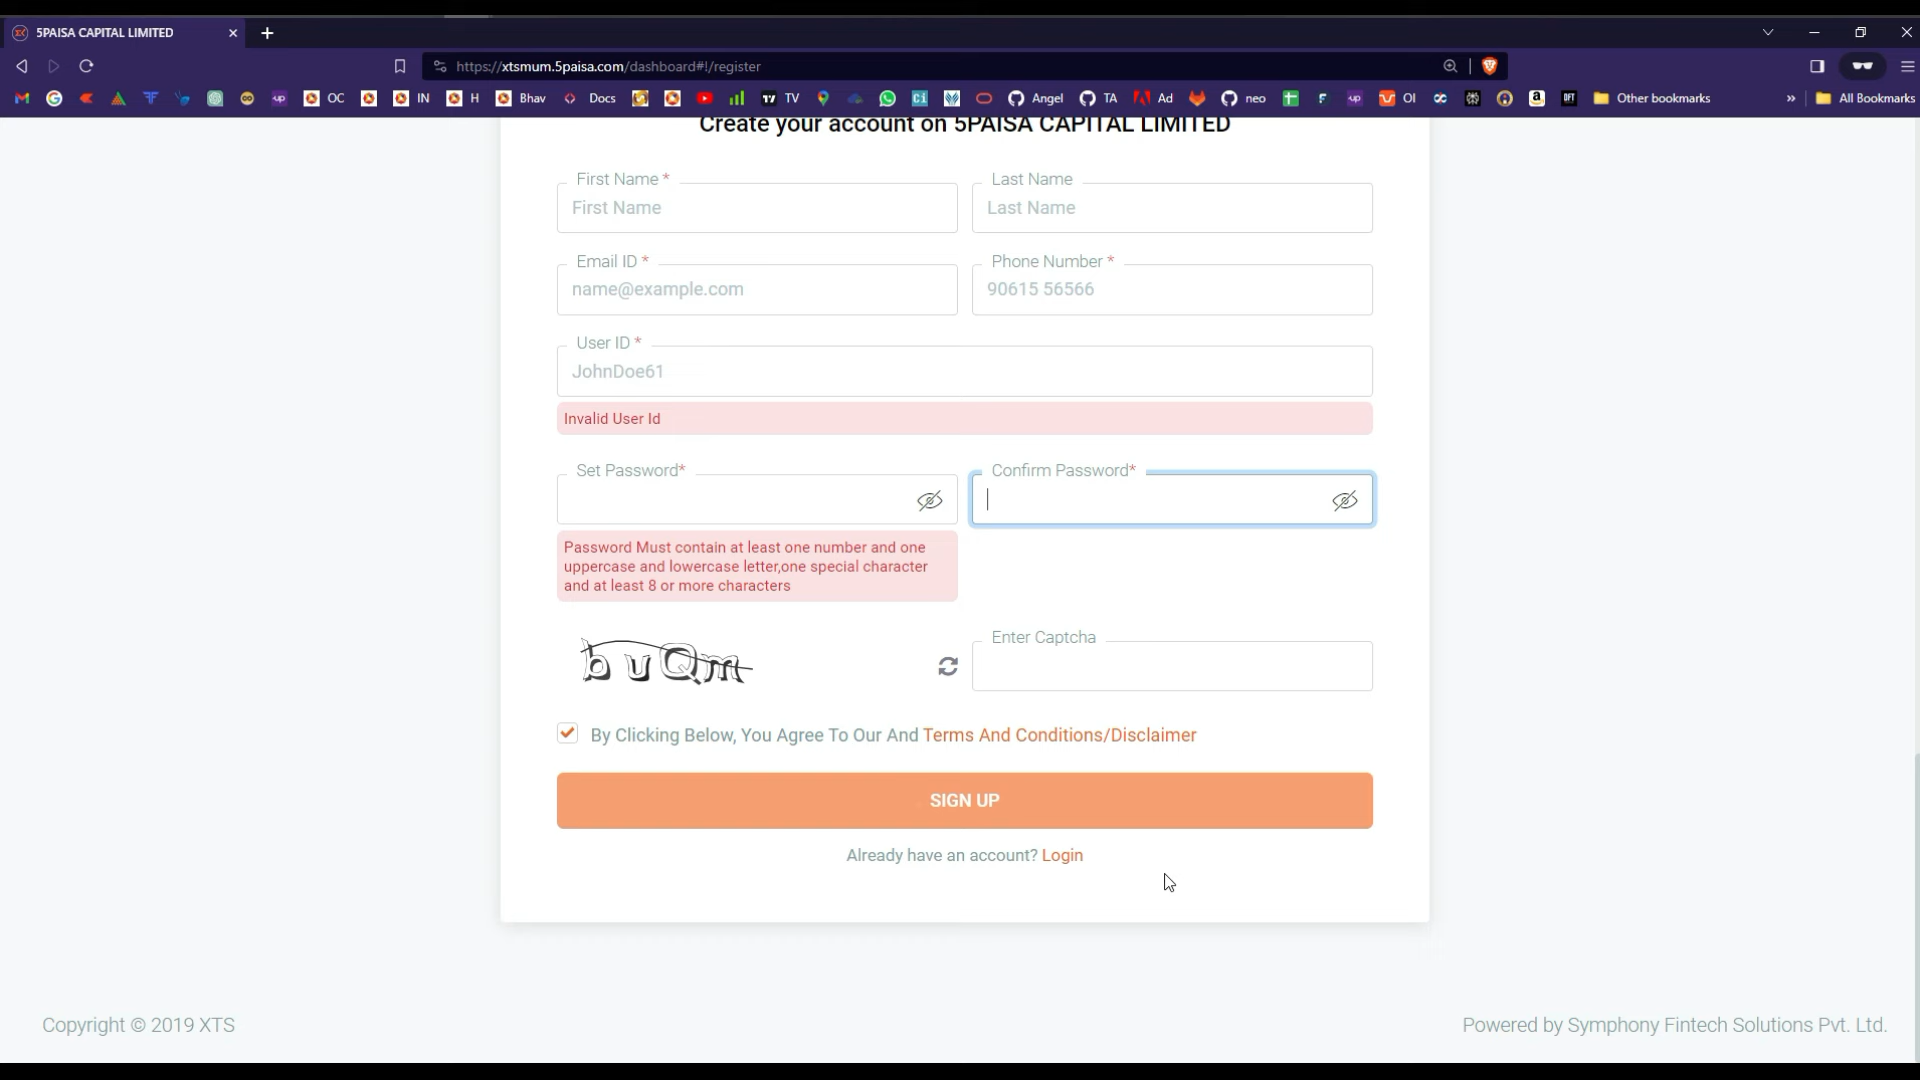 5PAISA CAPITAL LIMITED
https://xtsmum.5paisa.com/dashboard#!/register
OC IN H Bhav Docs TV Angel TA Ad neo OI Other bookmarks » All Bookmarks
Create your account on 5PAISA CAPITAL LIMITED
First Name *
First Name
Last Name
Last Name
Email ID *
name@example.com
Phone Number *
90615 56566
User ID *
JohnDoe61
Invalid User Id
Set Password*
Confirm Password*
Password Must contain at least one number and one
uppercase and lowercase letter,one special character
and at least 8 or more characters
buQm
Enter Captcha
By Clicking Below, You Agree To Our And Terms And Conditions/Disclaimer
SIGN UP
Already have an account? Login
Copyright © 2019 XTS
Powered by Symphony Fintech Solutions Pvt. Ltd.